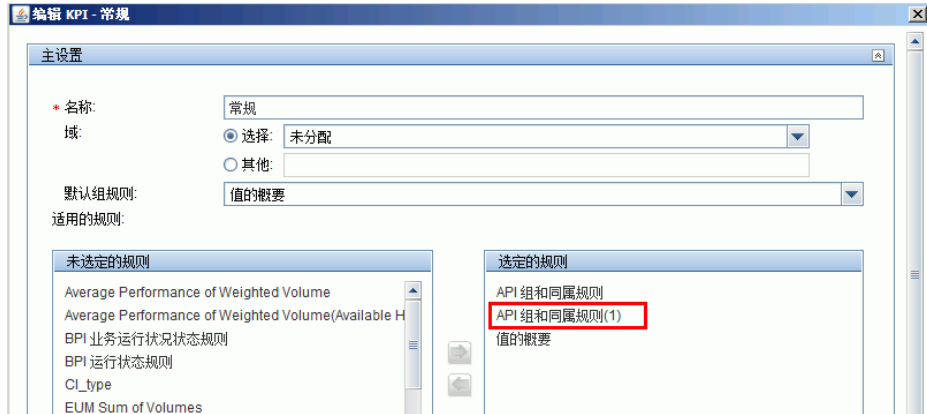 编辑 KPI - 常规
主设置
* 名称: 常规
域: 选择: 未分配
其他:
默认组规则: 值的概要
适用的规则:
未选定的规则
Average Performance of Weighted Volume
Average Performance of Weighted Volume(Available H
BPI 业务运行状况状态规则
BPI 运行状态规则
CI_type
EUM Sum of Volumes
选定的规则
API 组和同属规则
API 组和同属规则(1)
值的概要